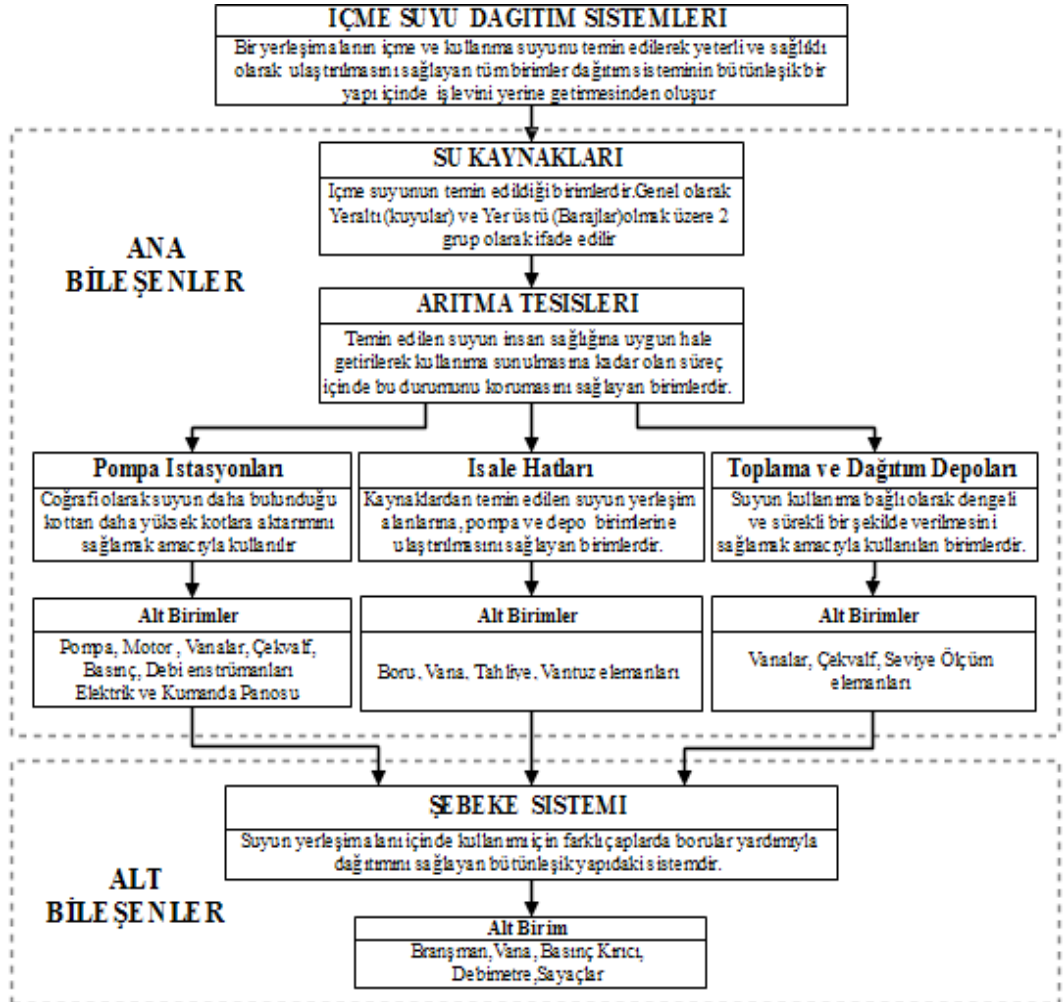 IÇME SUYU DAGITIM SISTEMLERI
Bir yerleşim alanın içme ve kullanma suyunu temin edilerek yeterli ve sağlıklı
olarak ulaştırılmasını sağlayan tüm birimler dağıtım sisteminin bütünleşik bir
yapı içinde işlevini yerine getirmesinden oluşur
ANA
BİLEŞENLER
SU KAYNAKLARI
Içme suyunun temin edildiği birimlerdir.Genel olarak
Yeraltı(kuyular) ve Yer üstü (Barajlar)olmak üzere 2
grup olarak ifade edilir
ARITMA TESISLERI
Temin edilen suyun insan sağlığına uygun hale
getirilerek kullanıma sunulmasına kadar olan süreç
içinde bu durumunu korumasını sağlayan birimlerdir.
Pompa Istasyonları
Coğrafi olarak suyun daha bulunduğu
kottan daha yüksek kotlara aktarımını
sağlamak amacıyla kullanılır
Isale Hatları
Kaynaklardan temin edilen suyun yerleşim
alanlarına, pompa ve depo birimlerine
ulaştırılmasını sağlayan birimlerdir.
Toplama ve Dağıtım Depoları
Suyun kullanıma bağlı olarak dengeli
ve sürekli bir şekilde verilmesini
sağlamak amacıyla kullanılan birimlerdir.
Alt Birimler
Pompa, Motor , Vanalar, Çekvalf,
Basınç, Debi enstrümanları
Elektrik ve Kumanda Panosu
Alt Birimler
Boru, Vana, Tahliye, Vantuz elemanları
Alt Birimler
Vanalar, Çekvalf, Seviye Ölçüm
elemanları
ALT
BİLEŞENLER
ŞEBEKE SISTEMI
Suyun yerleşim alanı içinde kullanımı için farklı çaplarda borular yardımıyla
dağıtımını sağlayan bütünleşik yapıdaki sistemdir.
Alt Birim
Branşman,Vana, Basınç Kırıcı,
Debimetre,Sayaçlar